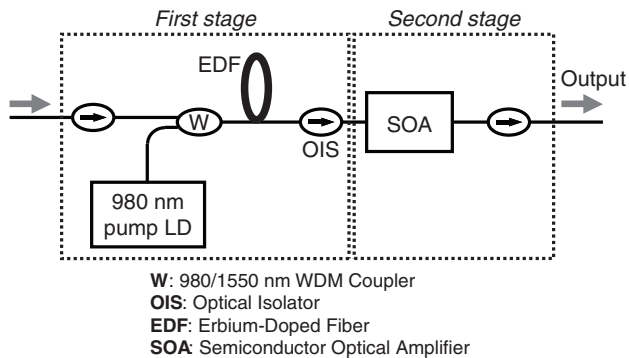 First stage
Second stage
EDF
Output
W
OIS
SOA
980 nm
pump LD
W: 980/1550 nm WDM Coupler
OIS: Optical Isolator
EDF: Erbium-Doped Fiber
SOA: Semiconductor Optical Amplifier